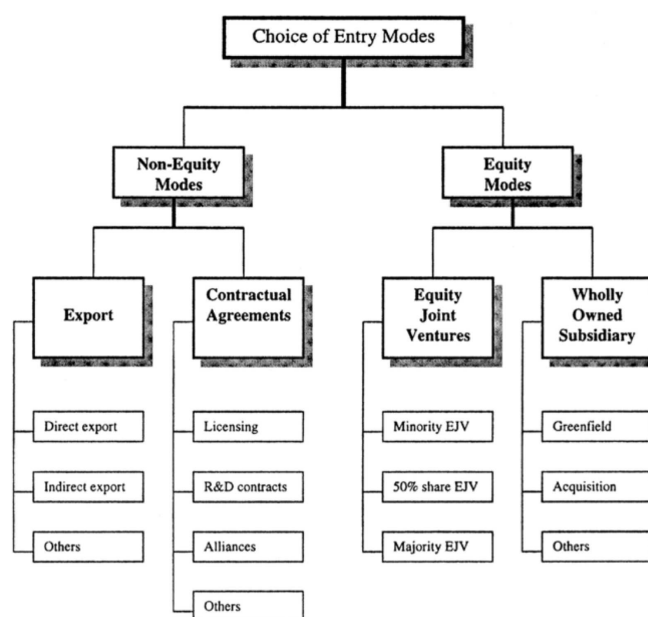 Choice of Entry Modes
Non-Equity
Modes
Equity
Modes
Export
Contractual
Agreements
Equity
Joint
Ventures
Wholly
Owned
Subsidiary
Direct export
Licensing
Minority EJV
Greenfield
Indirect export
R&D contracts
50% share EJV
Acquisition
Others
Alliances
Majority EJV
Others
Others